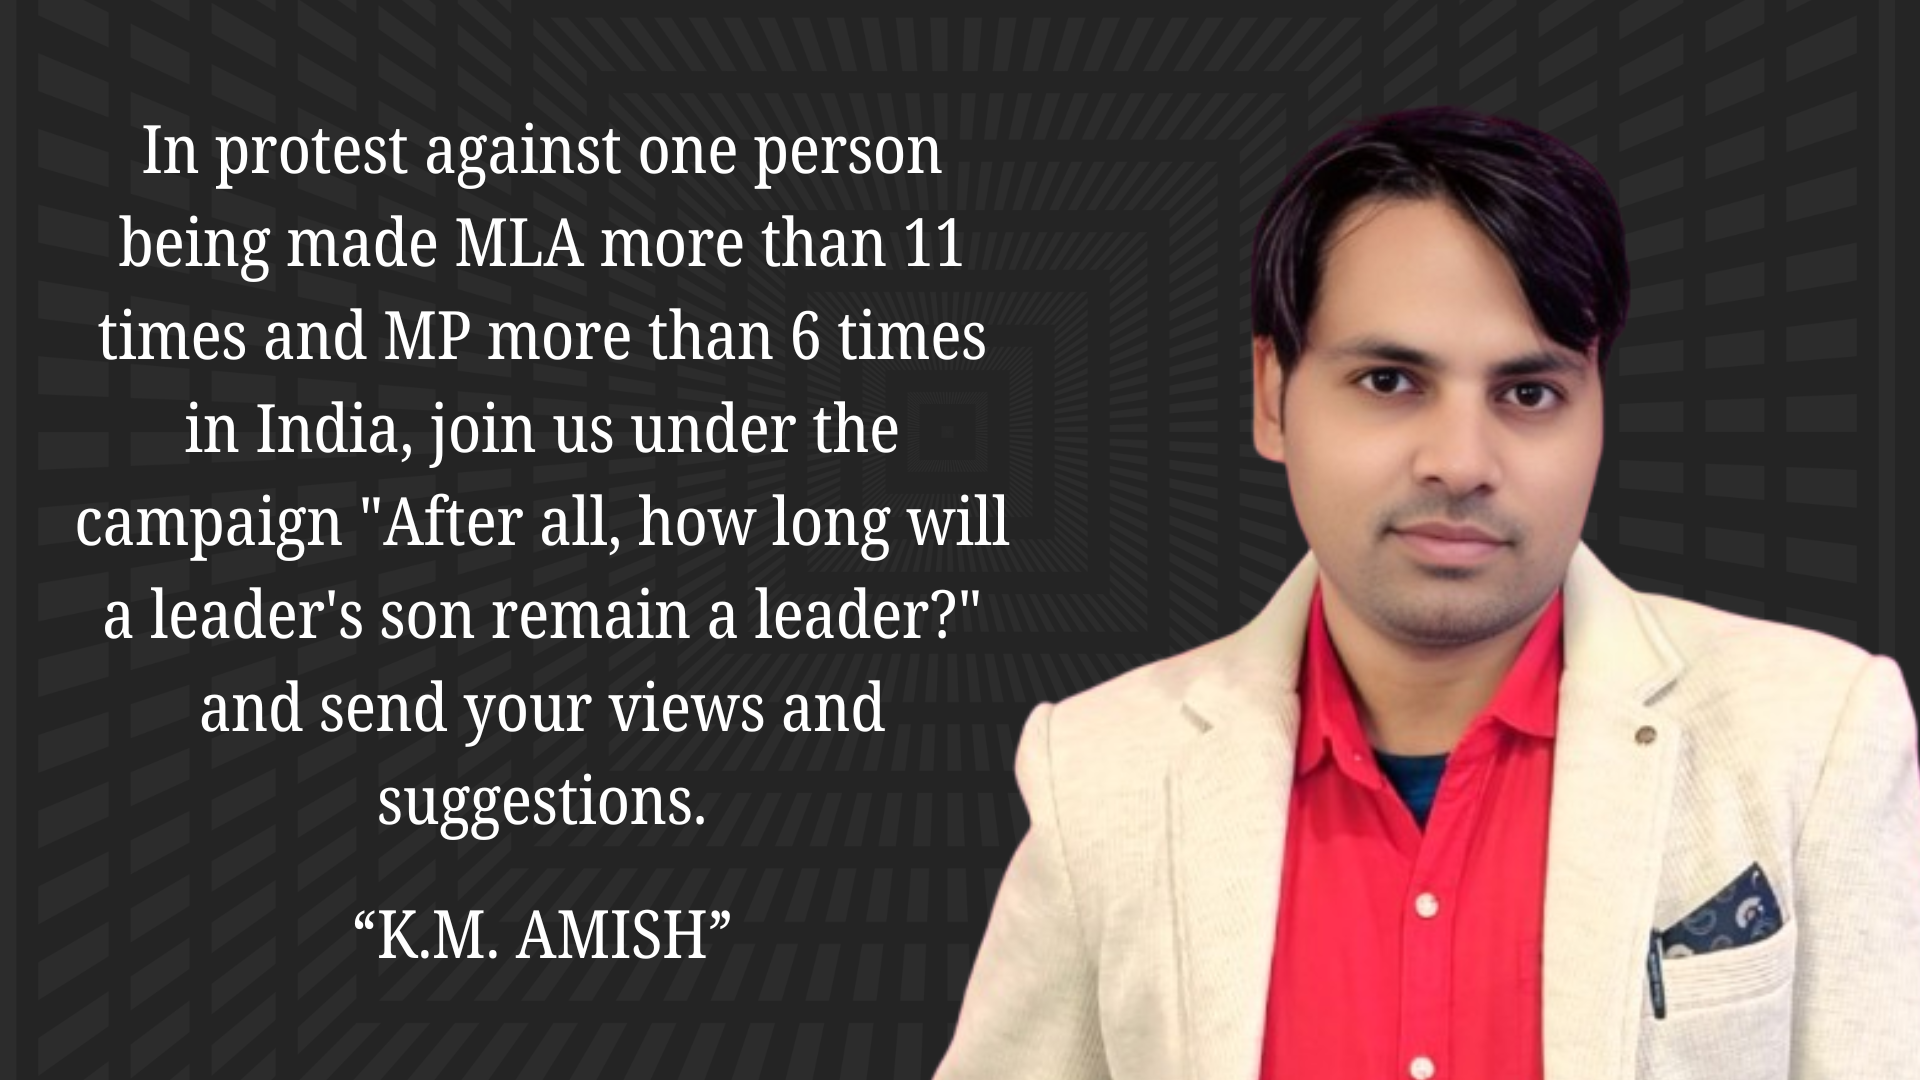 In protest against one person
being made MLA more than 11
times and MP more than 6 times
in India, join us under the
campaign "After all, how long will
a leader's son remain a leader?"
and send your views and
suggestions.
“K.M. AMISH”